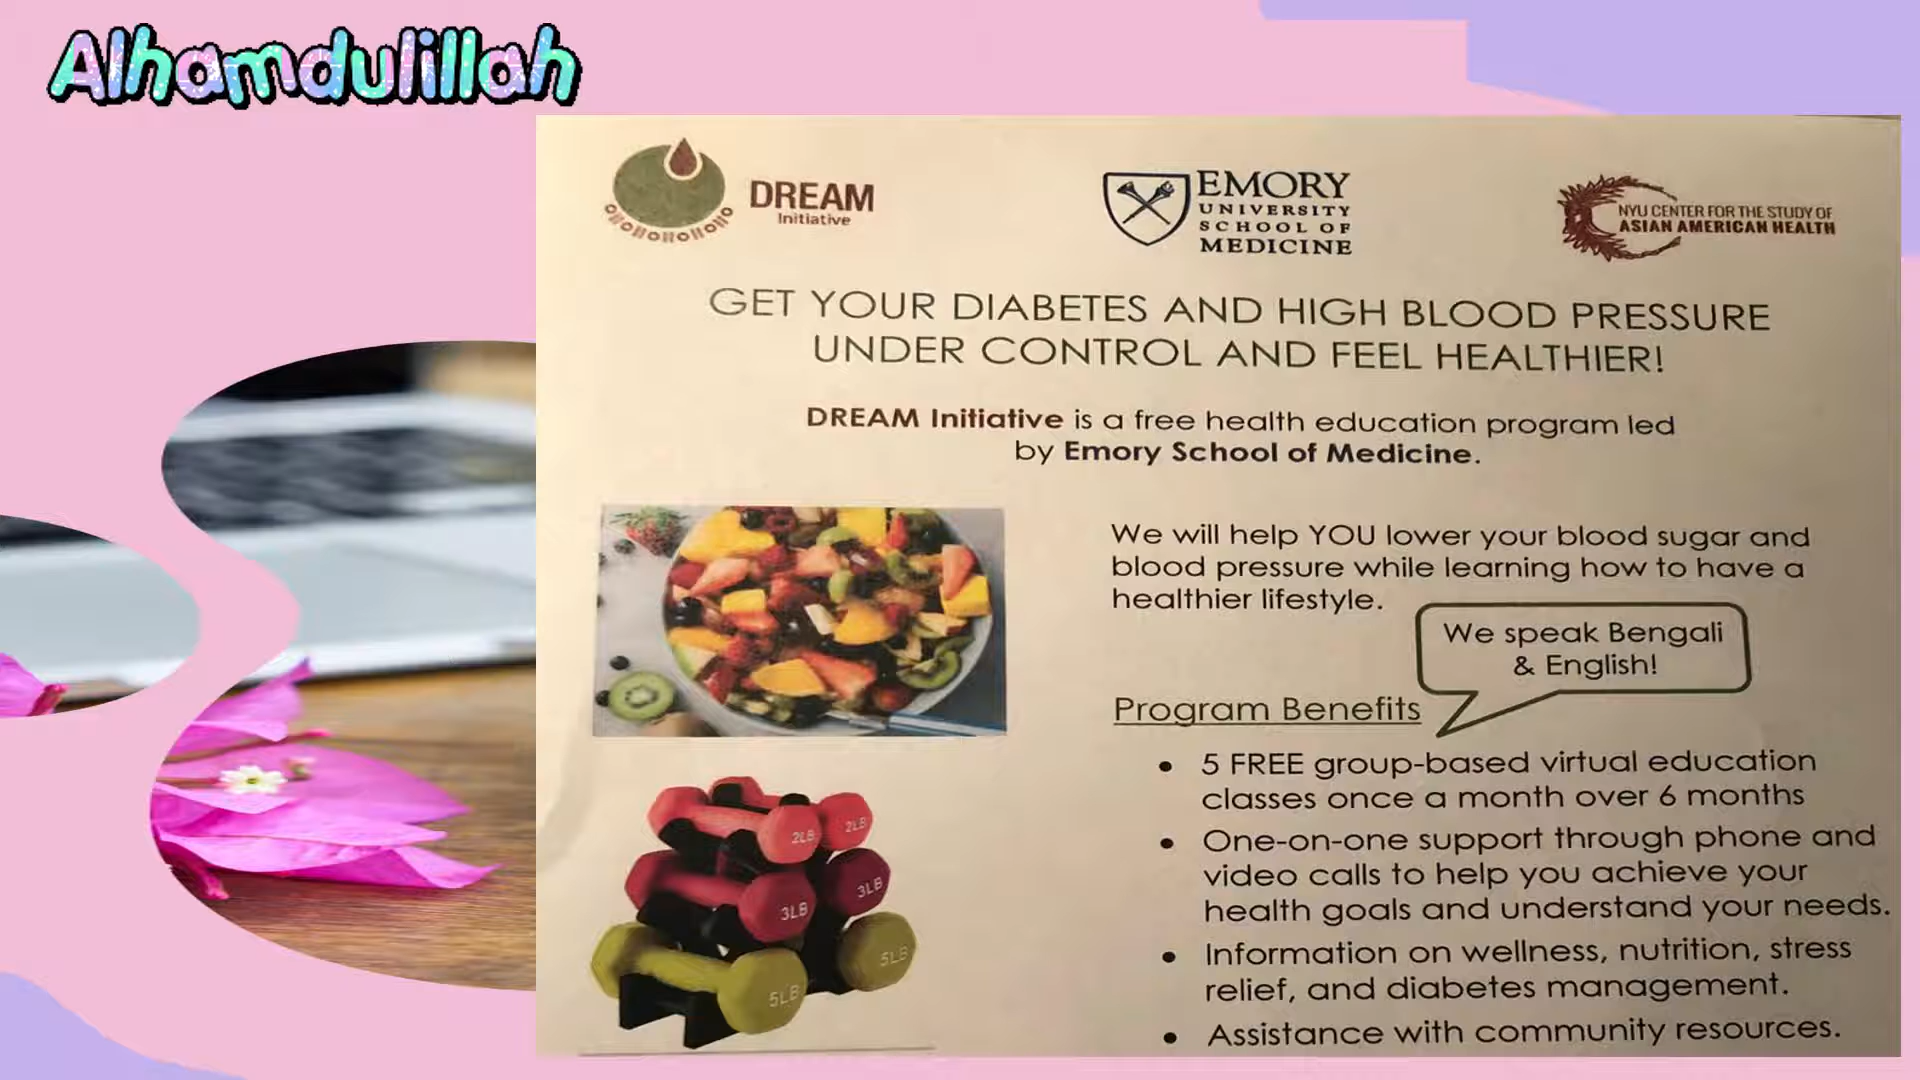 Alhamdulillah
DREAM
Initiative
EMORY
UNIVERSITY
SCHOOL OF
MEDICINE
NYU CENTER FOR THE STUDY OF
ASIAN AMERICAN HEALTH
GET YOUR DIABETES AND HIGH BLOOD PRESSURE
UNDER CONTROL AND FEEL HEALTHIER!
DREAM Initiative is a free health education program led
by Emory School of Medicine.
We will help YOU lower your blood sugar and
blood pressure while learning how to have a
healthier lifestyle.
We speak Bengali
& English!
Program Benefits
• 5 FREE group-based virtual education
classes once a month over 6 months
• One-on-one support through phone and
video calls to help you achieve your
health goals and understand your needs.
• Information on wellness, nutrition, stress
relief, and diabetes management.
• Assistance with community resources.
2LB
2LB
3LB
3LB
5LB
5LB